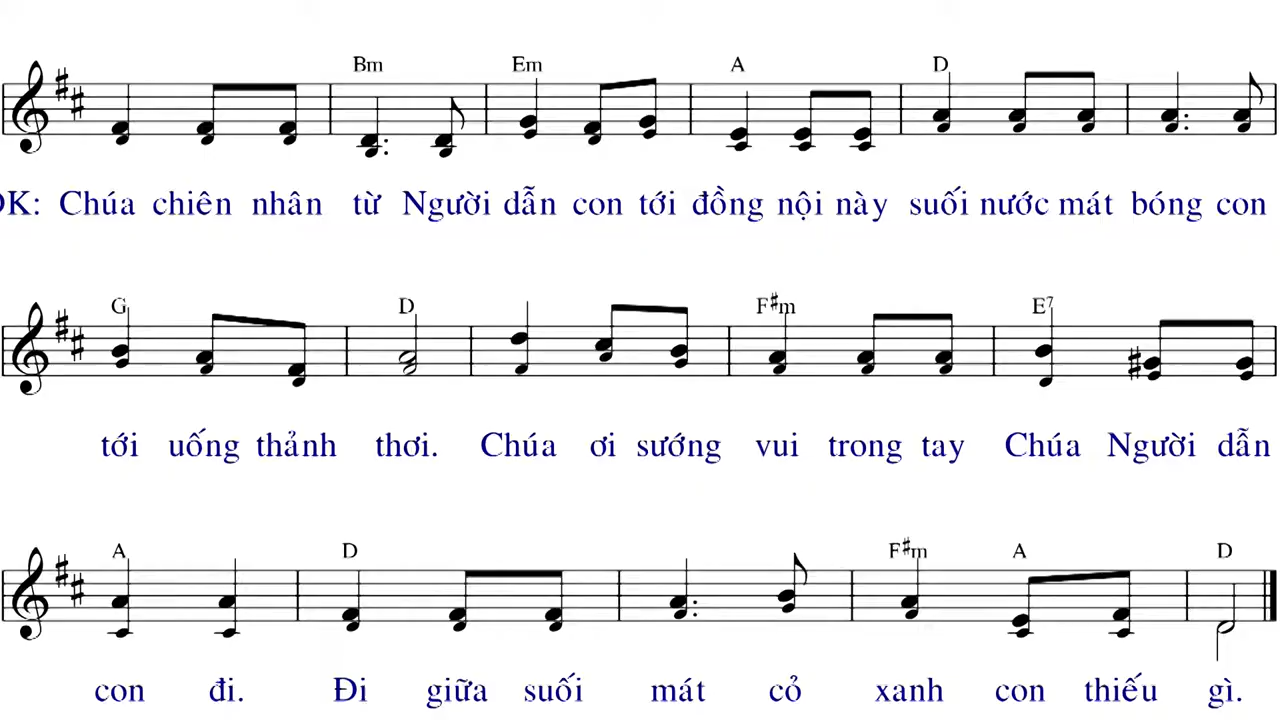 Bm Em A D
ĐK: Chúa chiên nhân từ Người dẫn con tới đồng nội này suối nước mát bóng con
G D F#m E7
tới uống thảnh thơi. Chúa ơi sướng vui trong tay Chúa Người dẫn
A D F#m A D
con đi. Đi giữa suối mát cỏ xanh con thiếu gì.